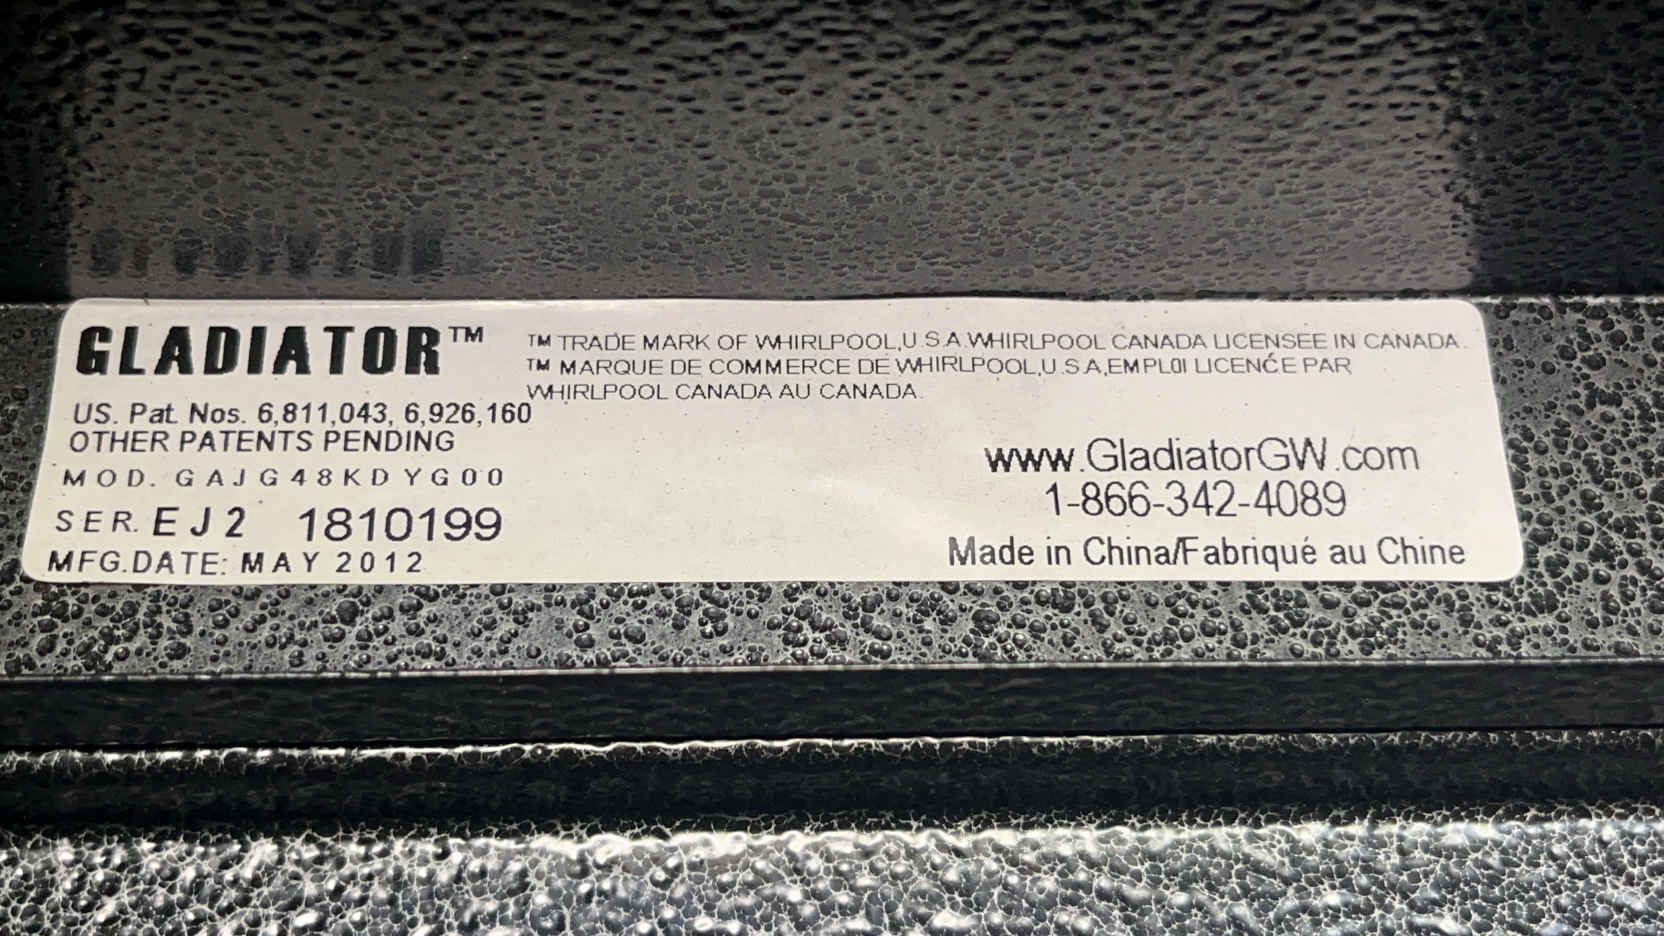 GLADIATOR™
™ TRADE MARK OF WHIRLPOOL,U.S.A.WHIRLPOOL CANADA LICENSEE IN CANADA.
™ MARQUE DE COMMERCE DE WHIRLPOOL,U.S.A,EMPLOI LICENCÉ PAR
WHIRLPOOL CANADA AU CANADA.
US. Pat. Nos. 6,811,043, 6,926,160
OTHER PATENTS PENDING
MOD. GAJG48KDYG00
SER. EJ2 1810199
MFG.DATE: MAY 2012
www.GladiatorGW.com
1-866-342-4089
Made in China/Fabriqué au Chine